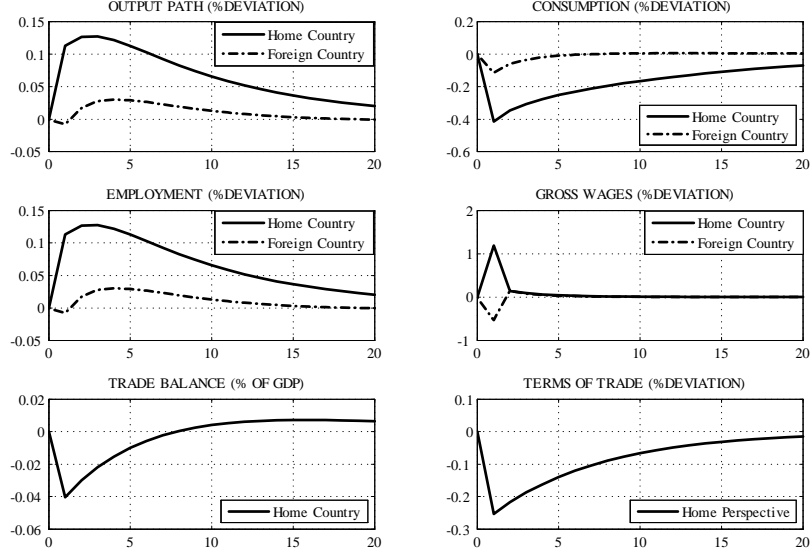 OUTPUT PATH (%DEVIATION)
0.15
0.1
0.05
0
-0.05
0 5 10 15 20
Home Country
Foreign Country
CONSUMPTION (%DEVIATION)
0.2
0
-0.2
-0.4
-0.6
0 5 10 15 20
Home Country
Foreign Country
EMPLOYMENT (%DEVIATION)
0.15
0.1
0.05
0
-0.05
0 5 10 15 20
Home Country
Foreign Country
GROSS WAGES (%DEVIATION)
2
1
0
-1
0 5 10 15 20
Home Country
Foreign Country
TRADE BALANCE (% OF GDP)
0.02
0
-0.02
-0.04
-0.06
0 5 10 15 20
Home Country
TERMS OF TRADE (%DEVIATION)
0.1
0
-0.1
-0.2
-0.3
0 5 10 15 20
Home Perspective